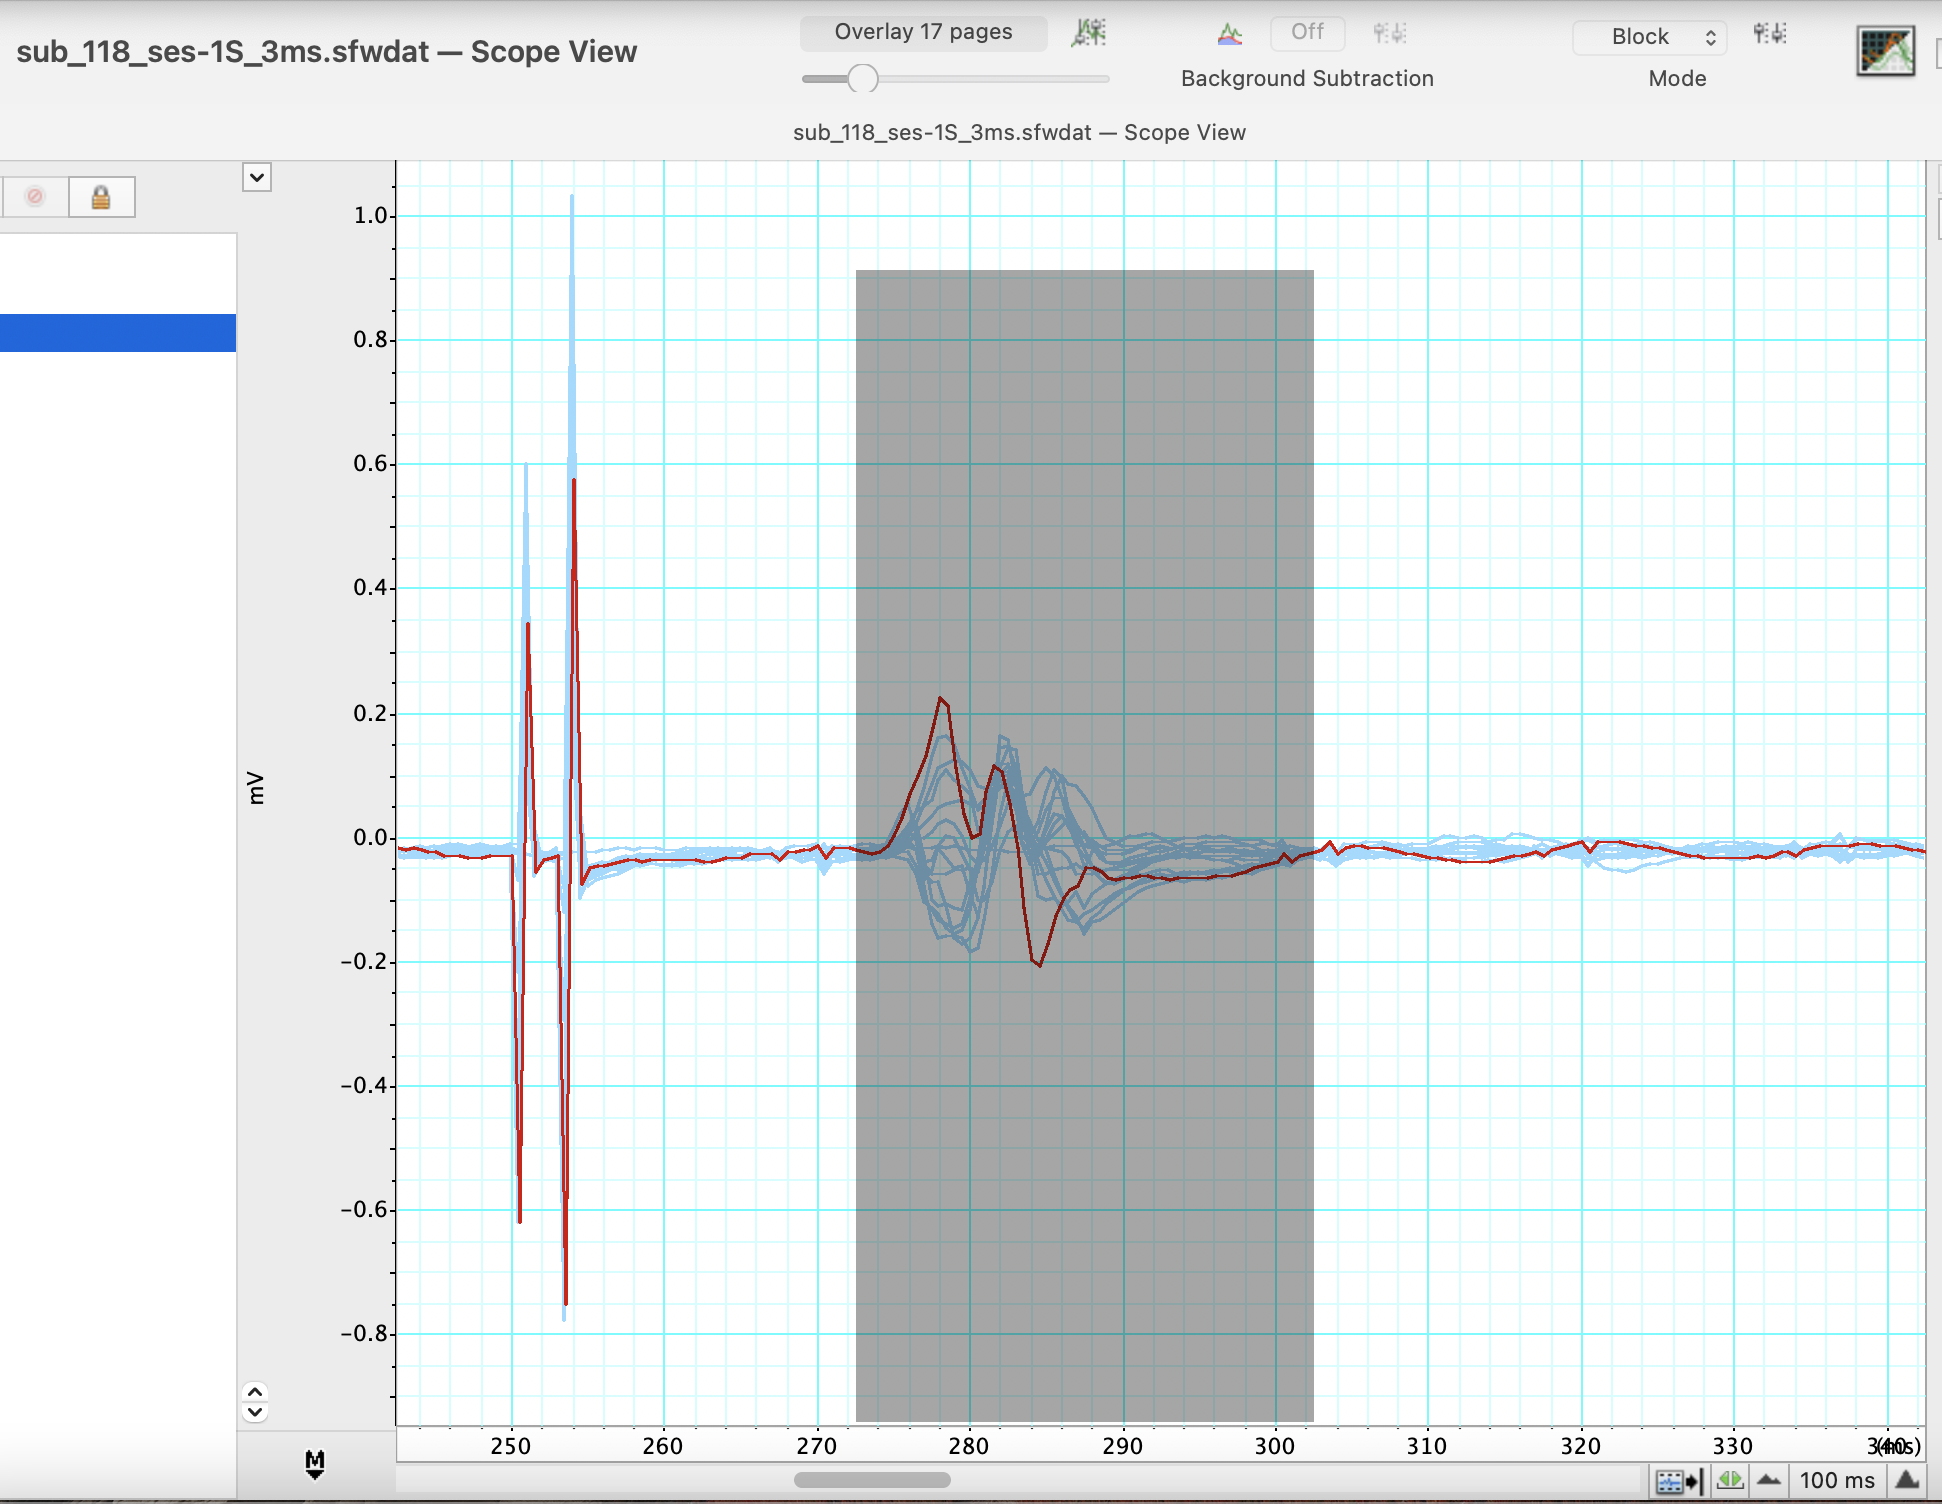 sub_118_ses-1S_3ms.sfwdat — Scope View
Overlay 17 pages
Off
Background Subtraction
Block
Mode
sub_118_ses-1S_3ms.sfwdat — Scope View
1.0
0.8
0.6
0.4
0.2
0.0
−0.2
−0.4
−0.6
−0.8
mV
250 260 270 280 290 300 310 320 330 340 (ms)
M
100 ms